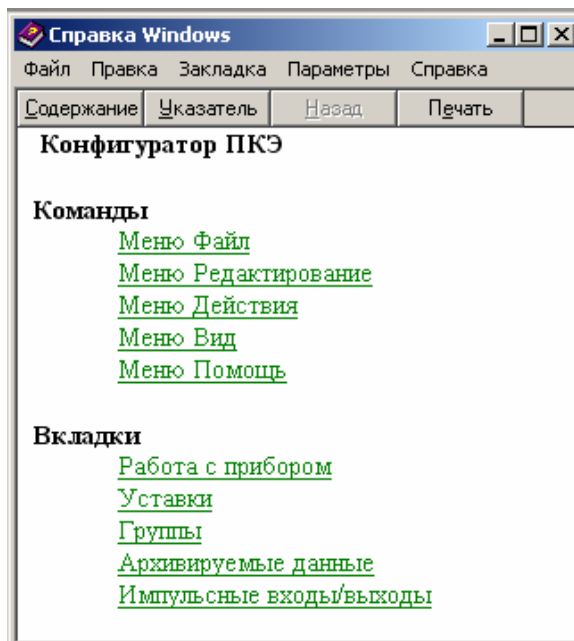 Справка Windows
Файл Правка Закладка Параметры Справка
Содержание Указатель Назад Печать
Конфигуратор ПКЭ
Команды
Меню Файл
Меню Редактирование
Меню Действия
Меню Вид
Меню Помощь
Вкладки
Работа с прибором
Уставки
Группы
Архивируемые данные
Импульсные входы/выходы